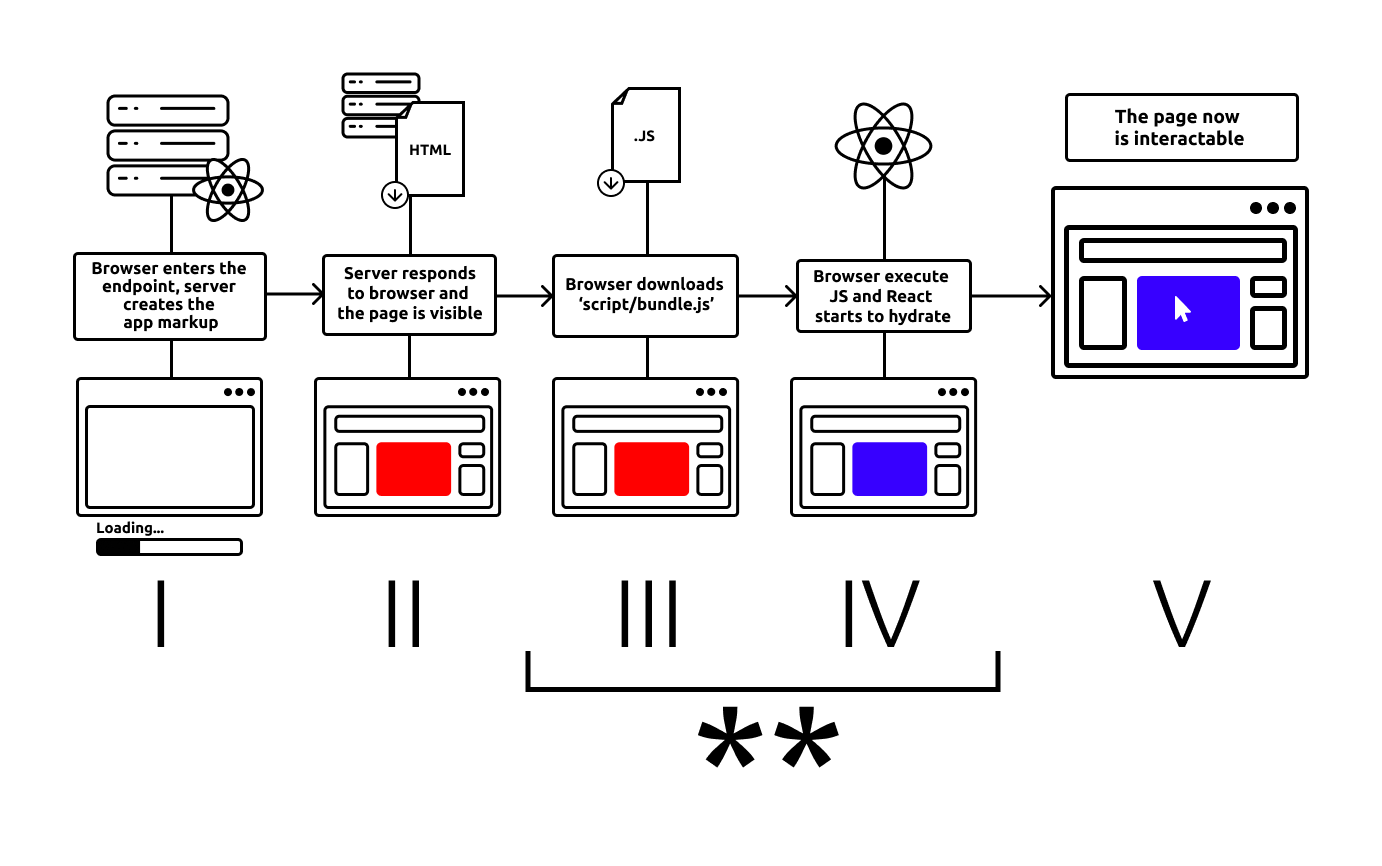 HTML
.JS
The page now
is interactable
Browser enters the
endpoint, server
creates the
app markup
Server responds
to browser and
the page is visible
Browser downloads
‘script/bundle.js’
Browser execute
JS and React
starts to hydrate
Loading...
I
II
III
IV
V
**